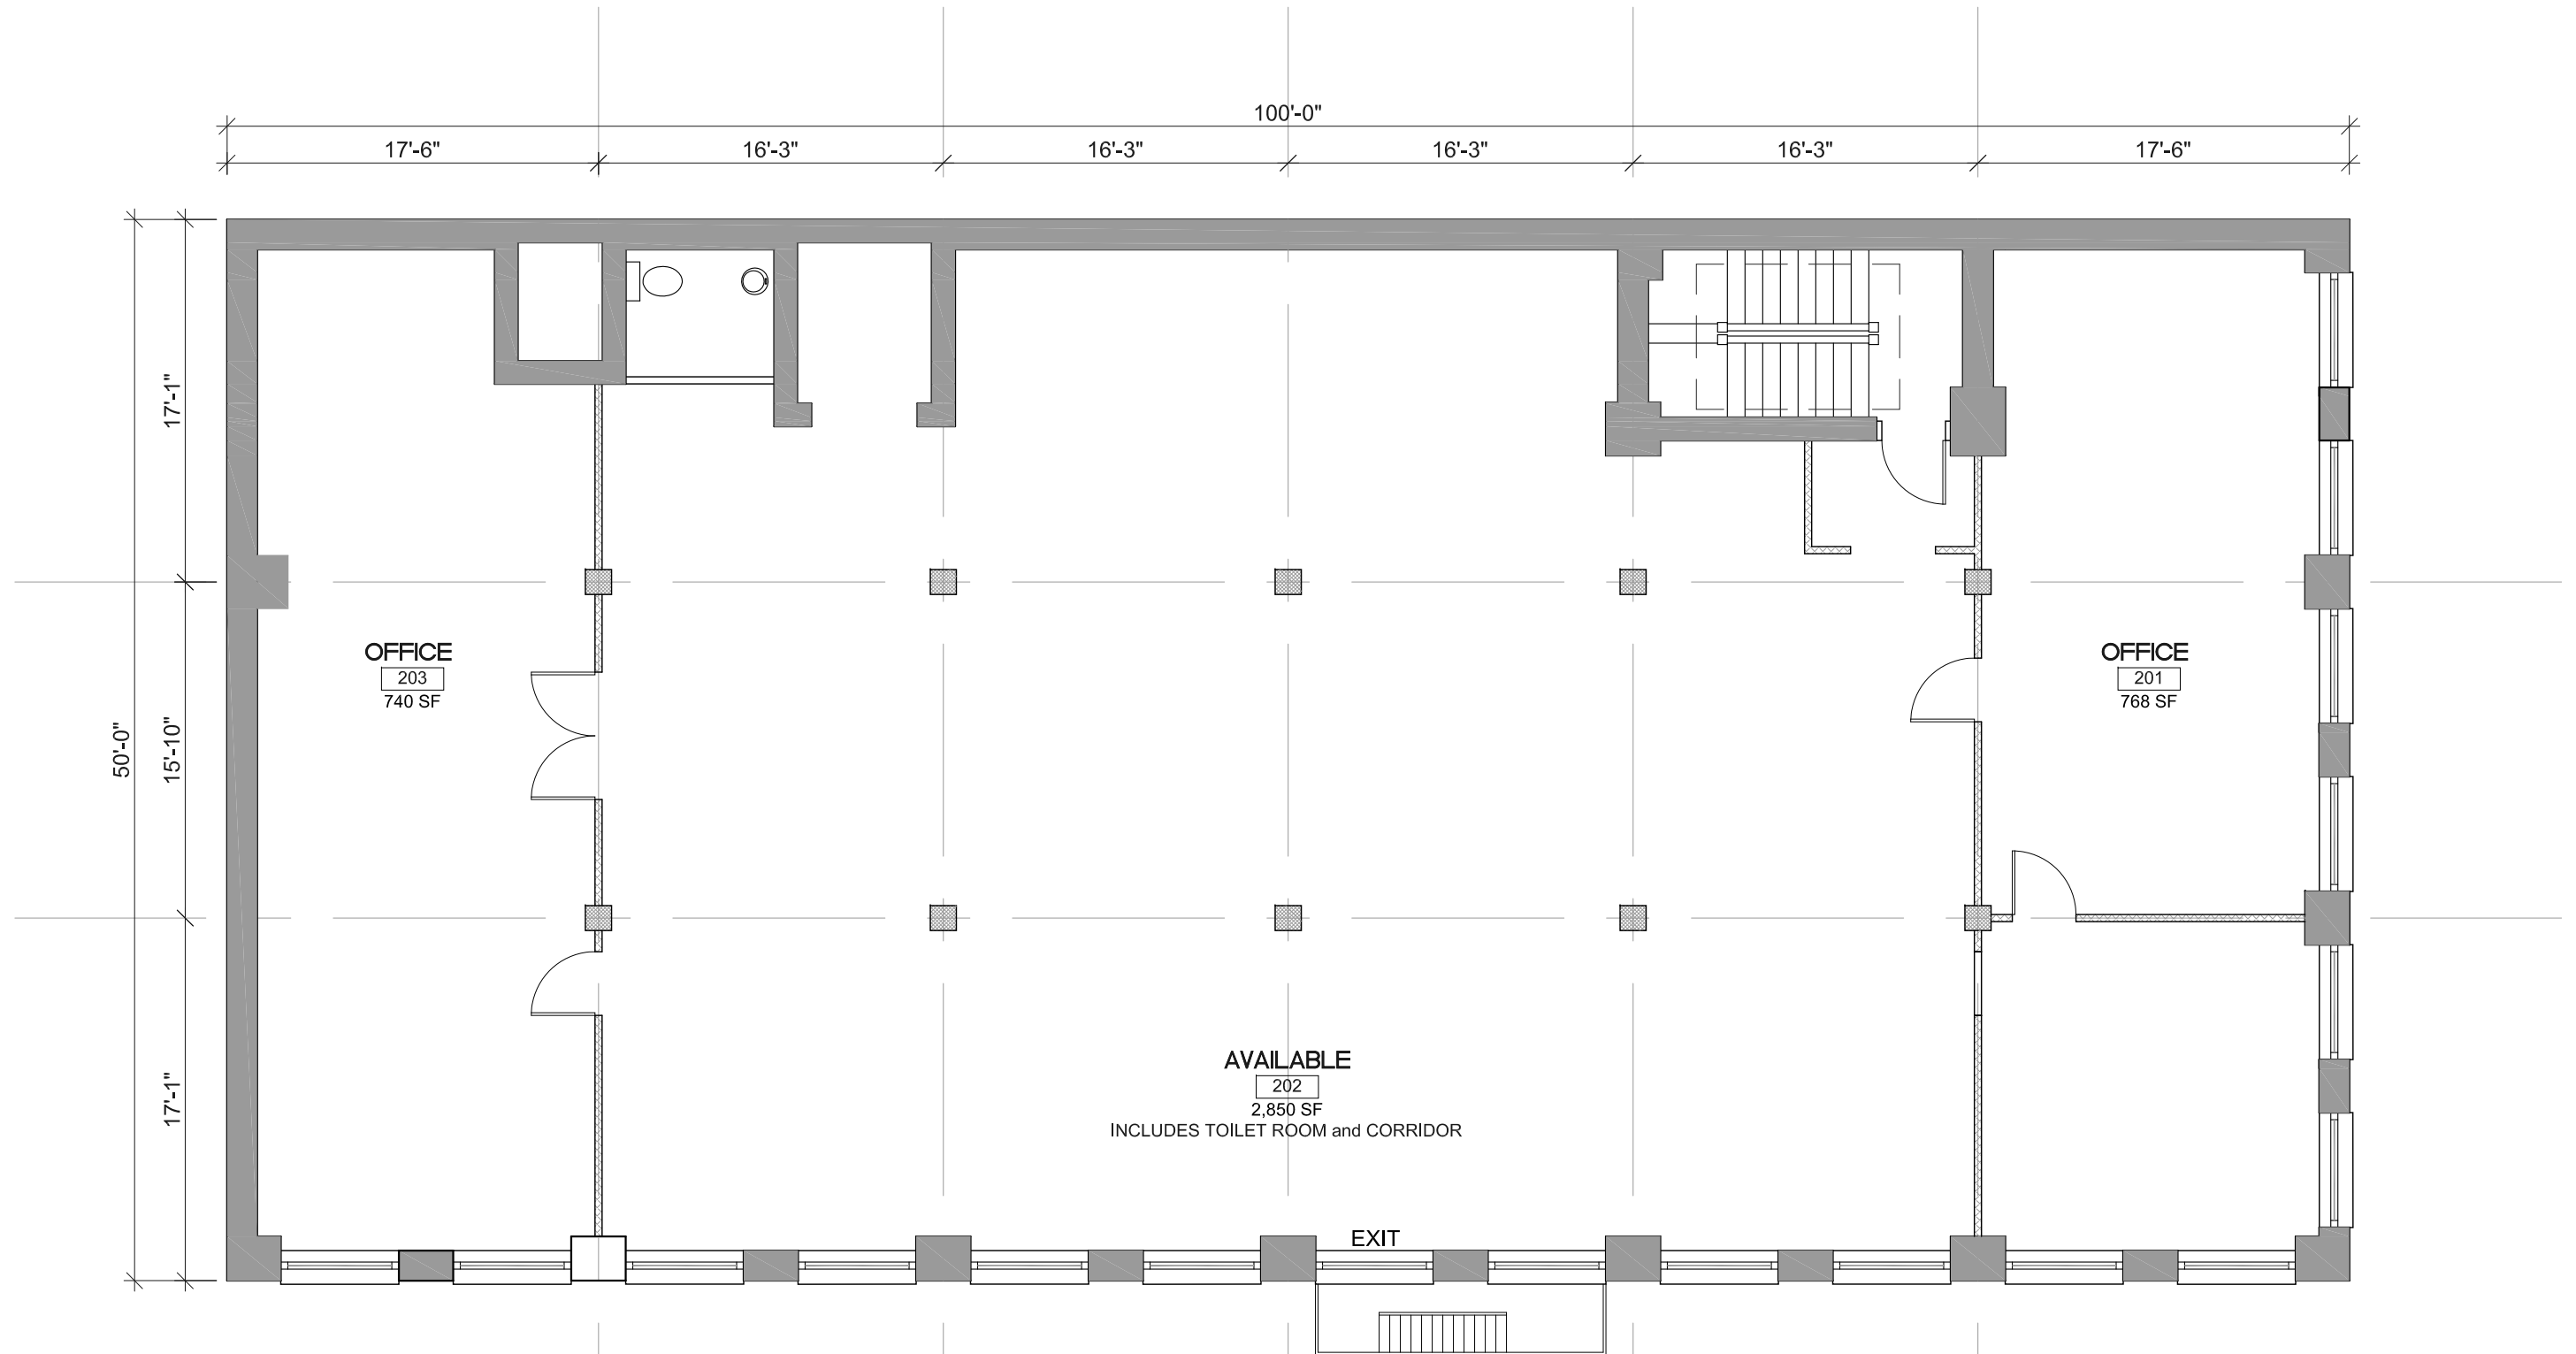 100'-0"
17'-6"
16'-3"
16'-3"
16'-3"
16'-3"
17'-6"
17'-1"
50'-0"
15'-10"
17'-1"
OFFICE
203
740 SF
OFFICE
201
768 SF
AVAILABLE
202
2,850 SF
INCLUDES TOILET ROOM and CORRIDOR
EXIT